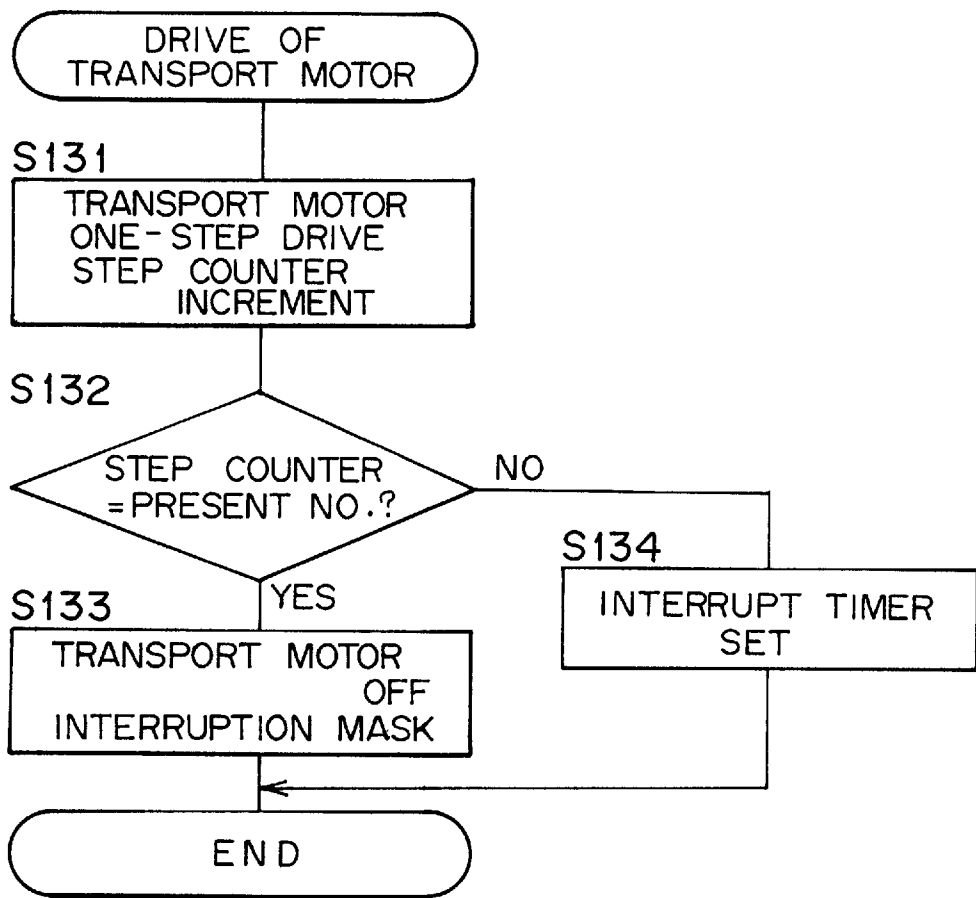 DRIVE OF
TRANSPORT MOTOR
S131
TRANSPORT MOTOR
ONE-STEP DRIVE
STEP COUNTER
INCREMENT
S132
STEP COUNTER
=PRESENT NO.?
NO
YES
S134
INTERRUPT TIMER
SET
S133
TRANSPORT MOTOR
OFF
INTERRUPTION MASK
END